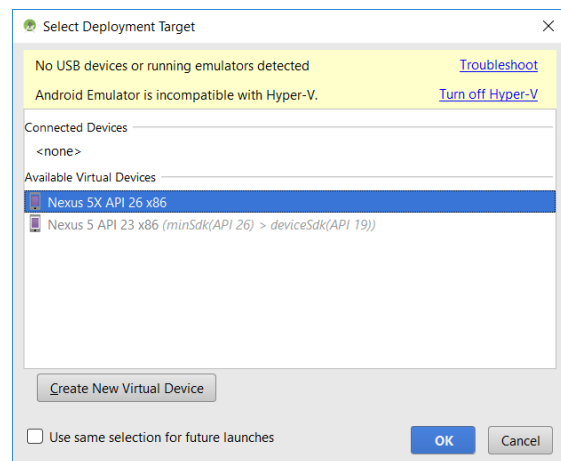 Select Deployment Target
No USB devices or running emulators detected Troubleshoot
Android Emulator is incompatible with Hyper-V. Turn off Hyper-V
Connected Devices
<none>
Available Virtual Devices
Nexus 5X API 26 x86
Nexus 5 API 23 x86 (minSdk(API 26) > deviceSdk(API 19))
Create New Virtual Device
Use same selection for future launches
OK Cancel